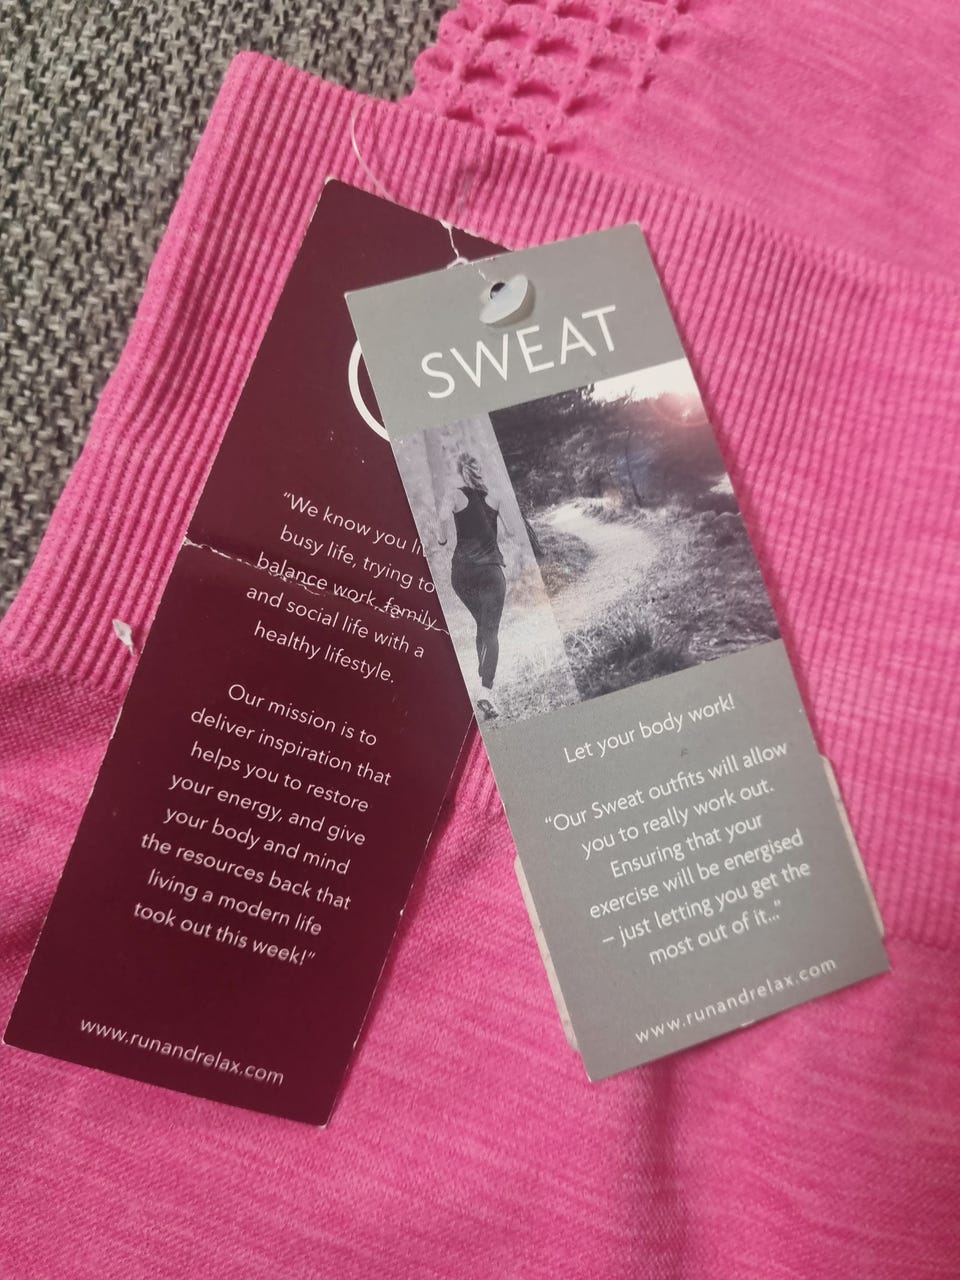 "We know you
busy life, trying to
balance work, family
and social life with a
healthy lifestyle.
Our mission is to
deliver inspiration that
helps you to restore
your energy, and give
your body and mind
the resources back that
living a modern life
took out this week!"
www.runandrelax.com
SWEAT
Let your body work!
"Our Sweat outfits will allow
you to really work out.
Ensuring that your
exercise will be energised
– just letting you get the
most out of it..."
www.runandrelax.com